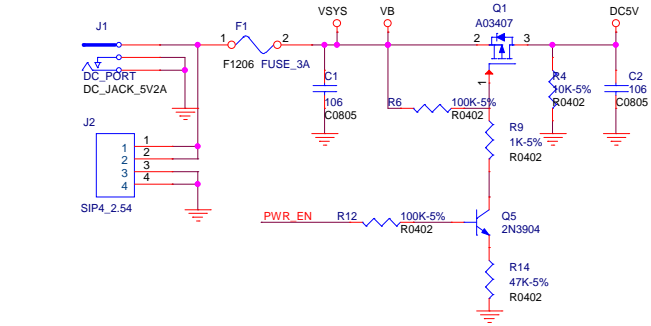 VSYS
VB
Q1
A03407
DC5V
J1
F1
1
2
F1206
FUSE_3A
2
3
1
DC_PORT
DC_JACK_5V2A
C1
106
C0805
R6
100K-5%
R0402
R4
10K-5%
R0402
C2
106
C0805
J2
1
2
3
4
1
2
3
4
SIP4_2.54
R9
1K-5%
R0402
PWR_EN
R12
100K-5%
R0402
Q5
2N3904
R14
47K-5%
R0402